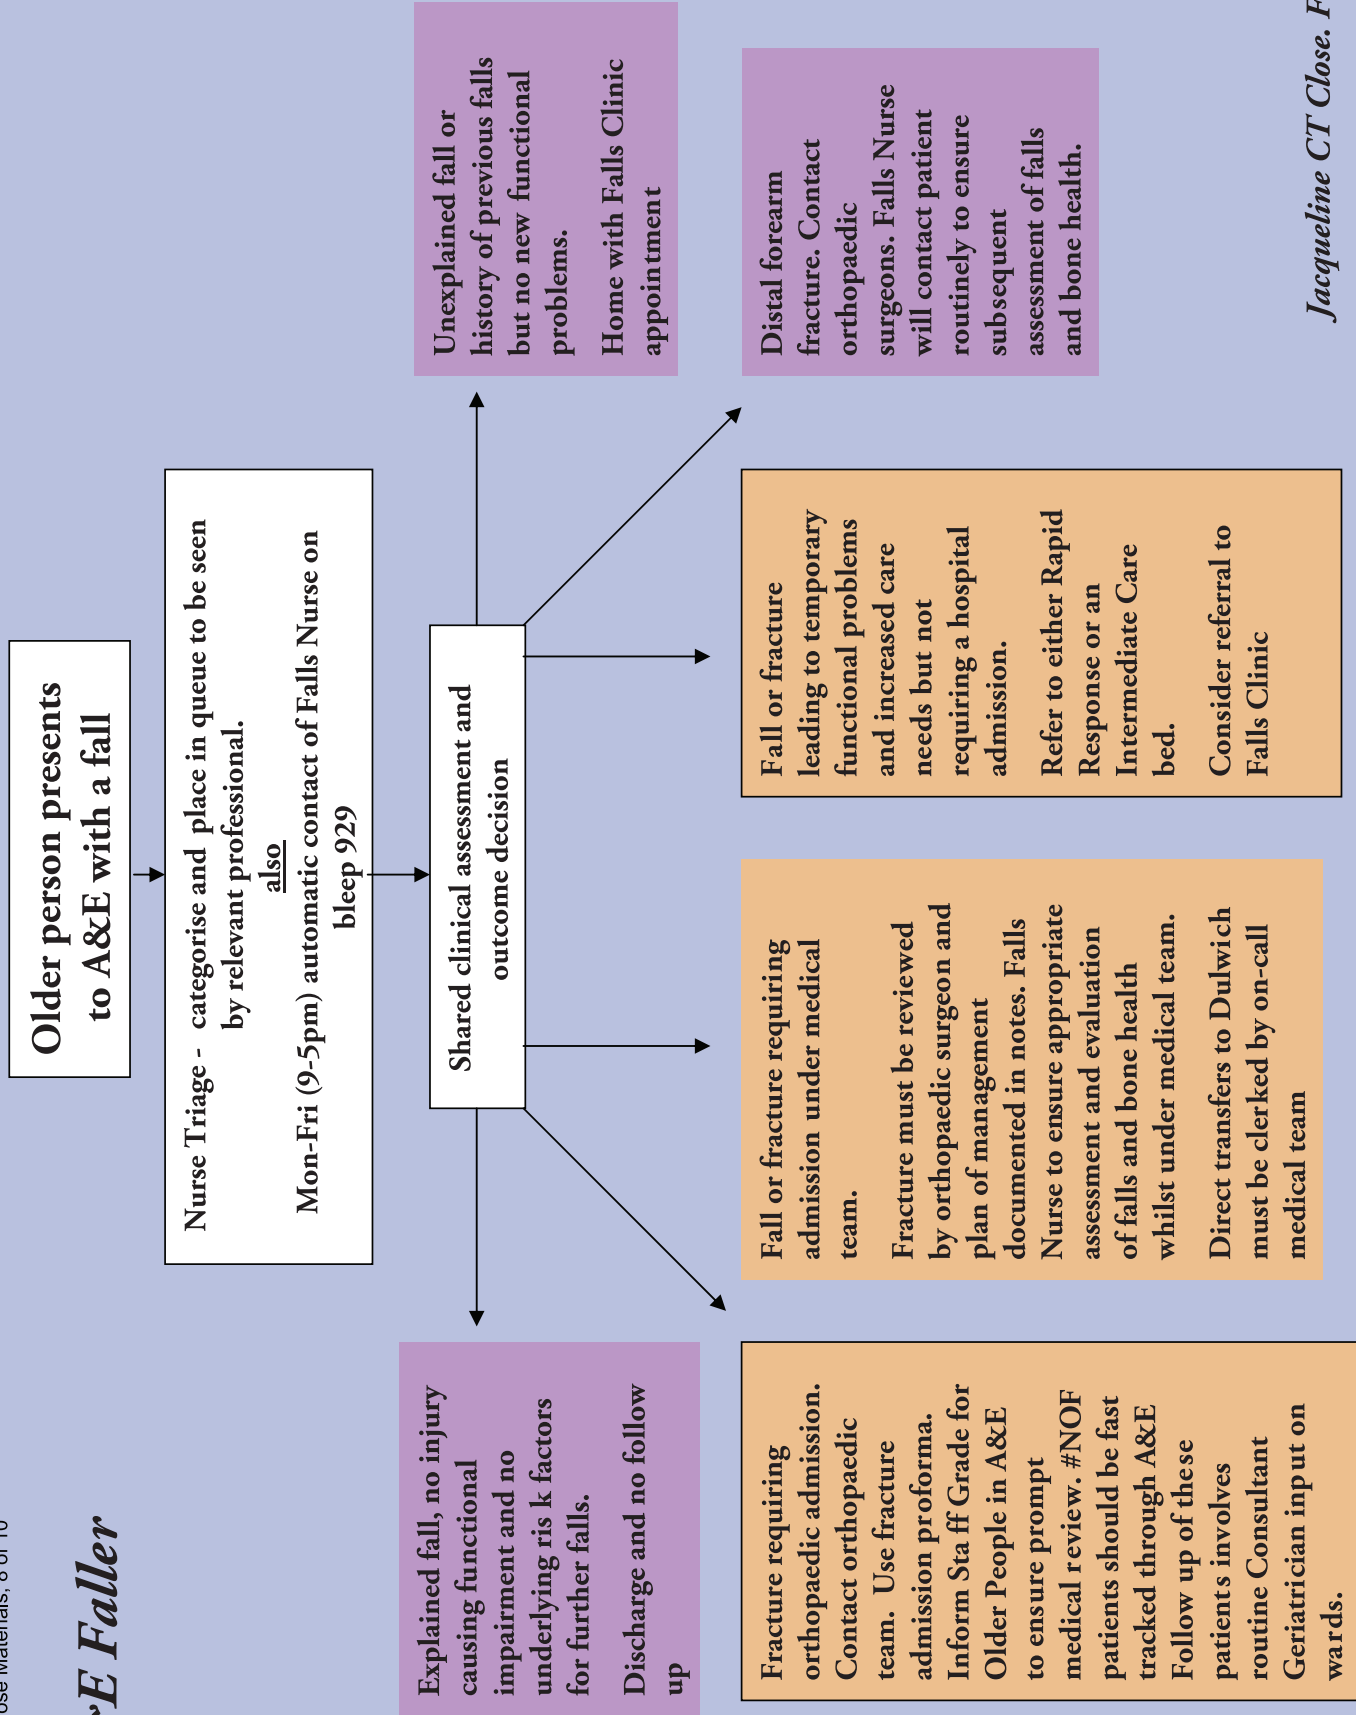 Materials, 8 of 10
Faller
Older person presents
to A&E with a fall
Nurse Triage - categorise and place in queue to be seen
by relevant professional.
also
Mon-Fri (9-5pm) automatic contact of Falls Nurse on
bleep 929
Shared clinical assessment and
outcome decision
Explained fall, no injury
causing functional
impairment and no
underlying ris k factors
for further falls.
Discharge and no follow
up
Unexplained fall or
history of previous falls
but no new functional
problems.
Home with Falls Clinic
appointment
Fracture requiring
orthopaedic admission.
Contact orthopaedic
team. Use fracture
admission proforma.
Inform Sta ff Grade for
Older People in A&E
to ensure prompt
medical review. #NOF
patients should be fast
tracked through A&E
Follow up of these
patients involves
routine Consultant
Geriatrician input on
wards.
Fall or fracture requiring
admission under medical
team.
Fracture must be reviewed
by orthopaedic surgeon and
plan of management
documented in notes. Falls
Nurse to ensure appropriate
assessment and evaluation
of falls and bone health
whilst under medical team.
Direct transfers to Dulwich
must be clerked by on-call
medical team
Fall or fracture
leading to temporary
functional problems
and increased care
needs but not
requiring a hospital
admission.
Refer to either Rapid
Response or an
Intermediate Care
bed.
Consider referral to
Falls Clinic
Distal forearm
fracture. Contact
orthopaedic
surgeons. Falls Nurse
will contact patient
routinely to ensure
subsequent
assessment of falls
and bone health.
Jacqueline CT Close. F